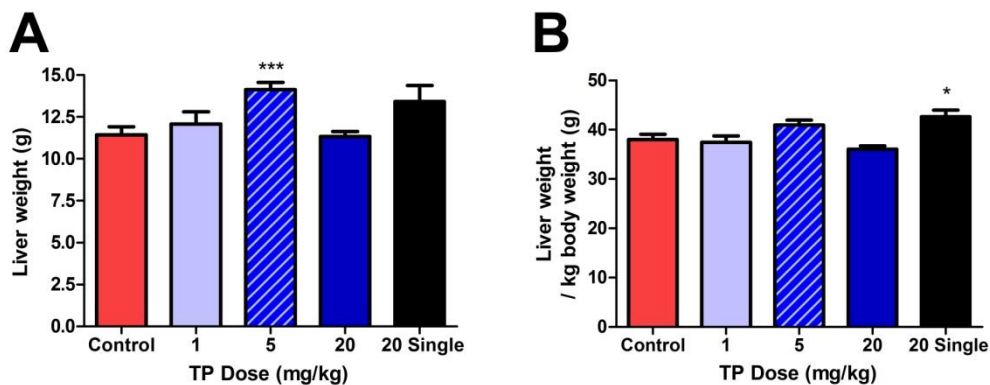 A
Liver weight (g)
15.0
12.5
10.0
7.5
5.0
2.5
0.0
***
Control 1 5 20 20 Single
TP Dose (mg/kg)
B
Liver weight
/ kg body weight (g)
50
40
30
20
10
0
*
Control 1 5 20 20 Single
TP Dose (mg/kg)